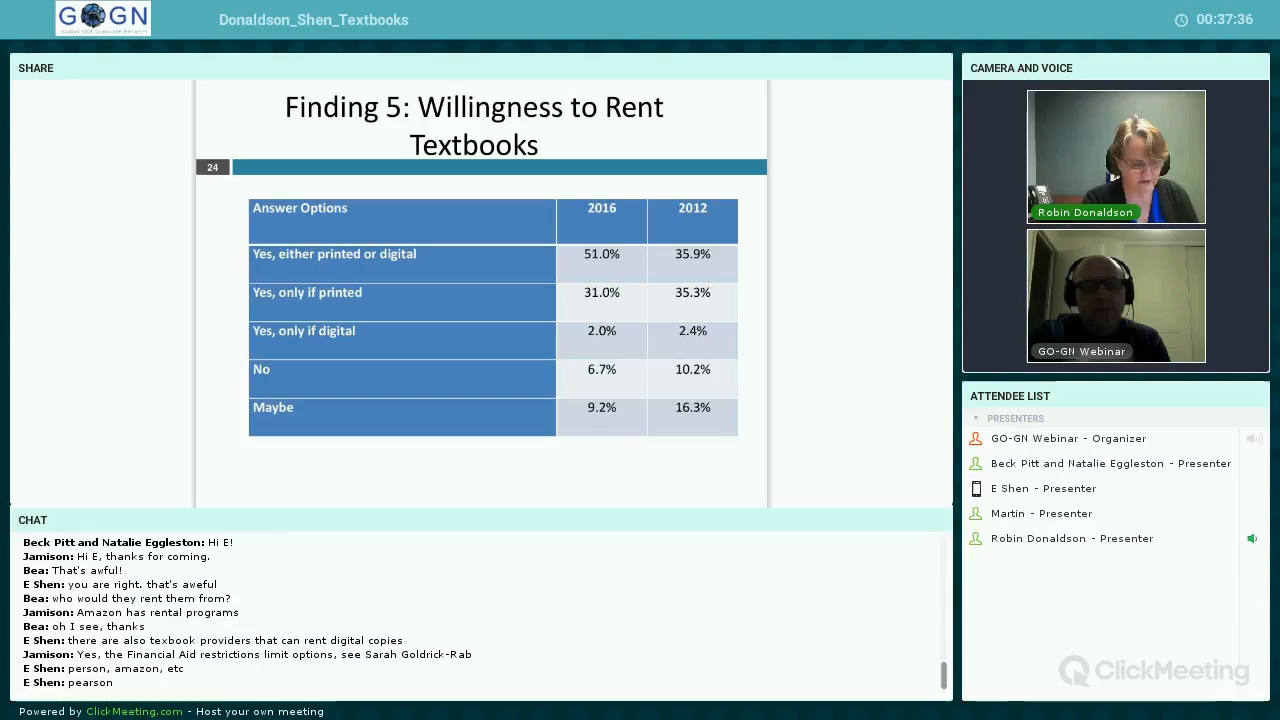 GO-GN
Global OER Graduate Network
Donaldson_Shen_Textbooks
00:37:36
SHARE
Finding 5: Willingness to Rent
Textbooks
24
Answer Options 2016 2012
Yes, either printed or digital 51.0% 35.9%
Yes, only if printed 31.0% 35.3%
Yes, only if digital 2.0% 2.4%
No 6.7% 10.2%
Maybe 9.2% 16.3%
CHAT
Beck Pitt and Natalie Eggleston: Hi E!
Jamison: Hi E, thanks for coming.
Bea: That's awful!
E Shen: you are right. that's aweful
Bea: who would they rent them from?
Jamison: Amazon has rental programs
Bea: oh I see, thanks
E Shen: there are also texbook providers that can rent digital copies
Jamison: Yes, the Financial Aid restrictions limit options, see Sarah Goldrick-Rab
E Shen: person, amazon, etc
E Shen: pearson
CAMERA AND VOICE
Robin Donaldson
GO-GN Webinar
ATTENDEE LIST
PRESENTERS
GO-GN Webinar - Organizer
Beck Pitt and Natalie Eggleston - Presenter
E Shen - Presenter
Martin - Presenter
Robin Donaldson - Presenter
ClickMeeting
Powered by ClickMeeting.com - Host your own meeting